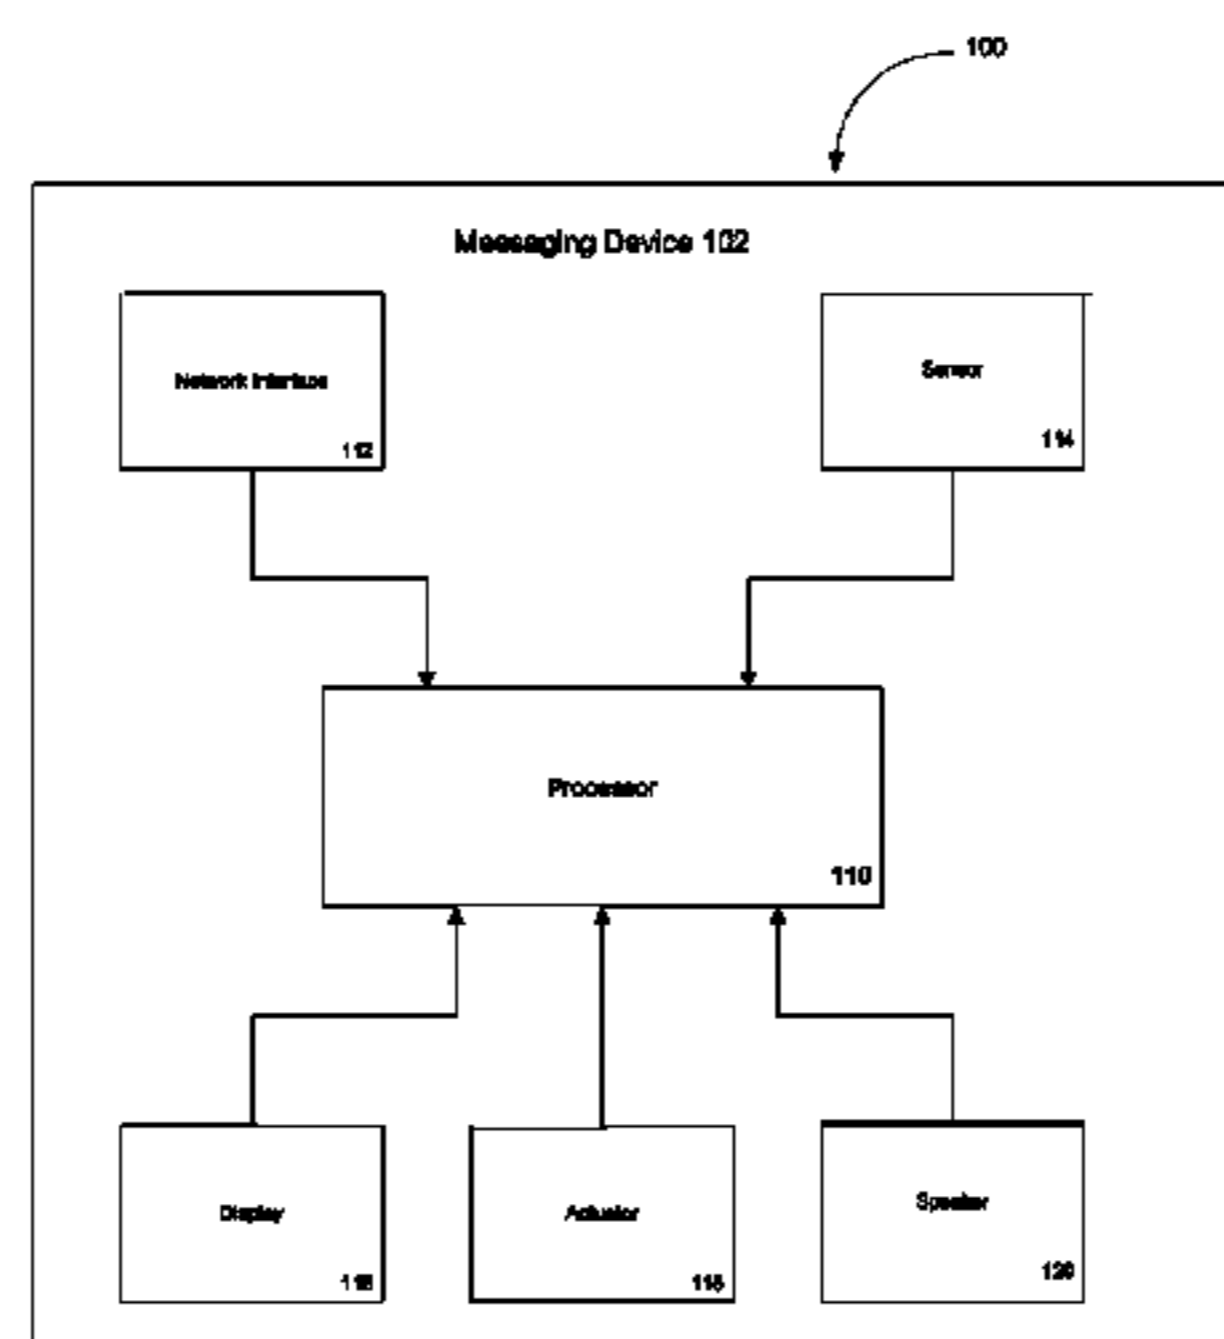 100
Messaging Device 102
Network Interface
112
Sensor
114
Processor
110
Display
Actuator
Speaker
120